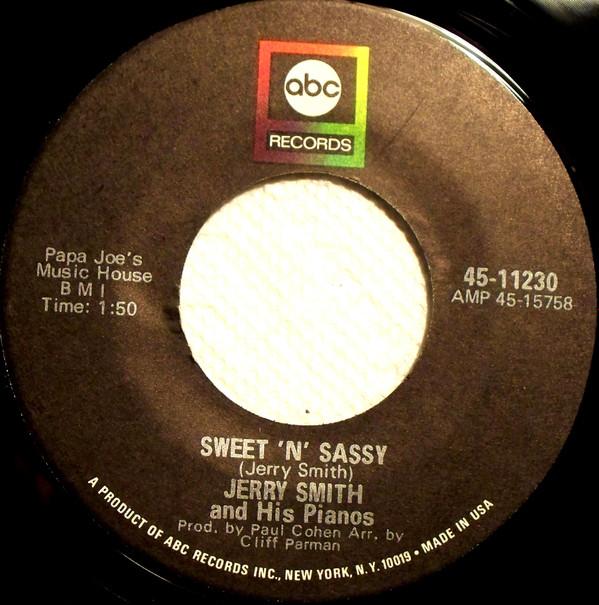 abc
RECORDS
Papa Joe's
Music House
B M I
Time: 1:50
45-11230
AMP 45-15758
SWEET 'N' SASSY
(Jerry Smith)
JERRY SMITH
and His Pianos
Prod. by Paul Cohen Arr. by
Cliff Parman
A PRODUCT OF ABC RECORDS INC., NEW YORK, N.Y. 10019 • MADE IN USA